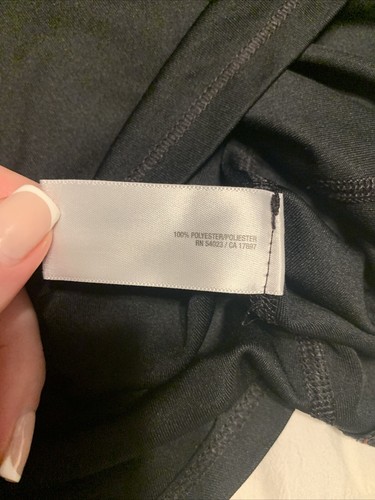 100% POLYESTER/POLIESTER
RN 54023 / CA 17897